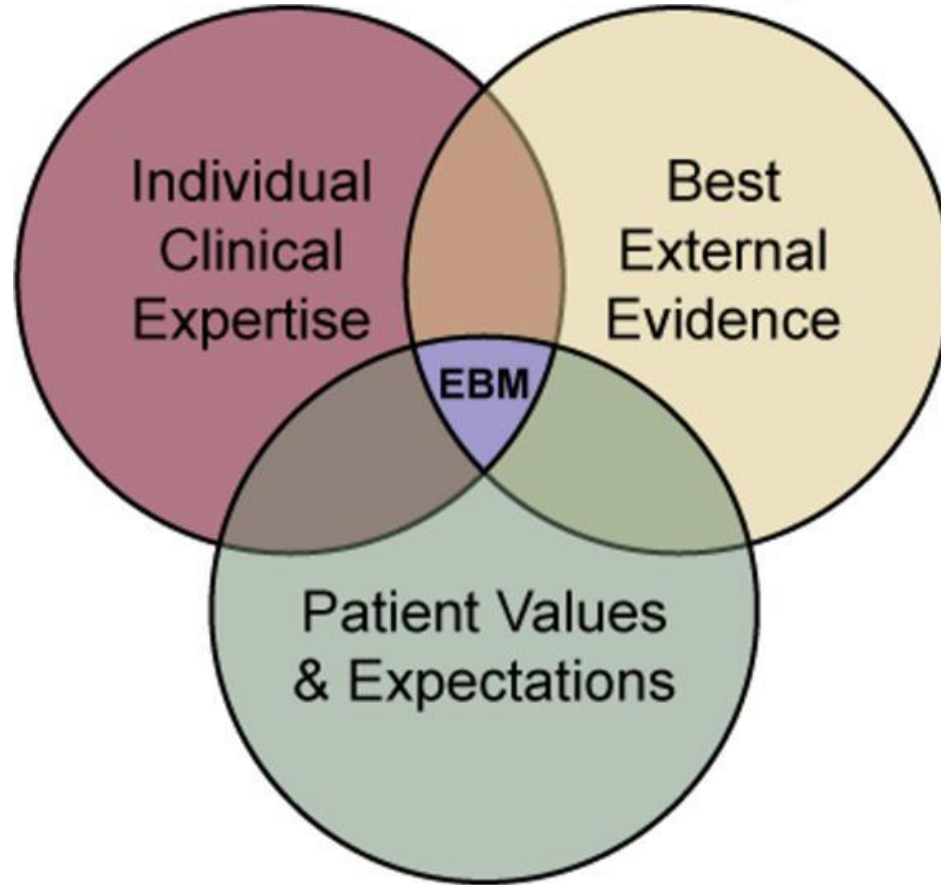 Individual
Clinical
Expertise
Best
External
Evidence
EBM
Patient Values
& Expectations